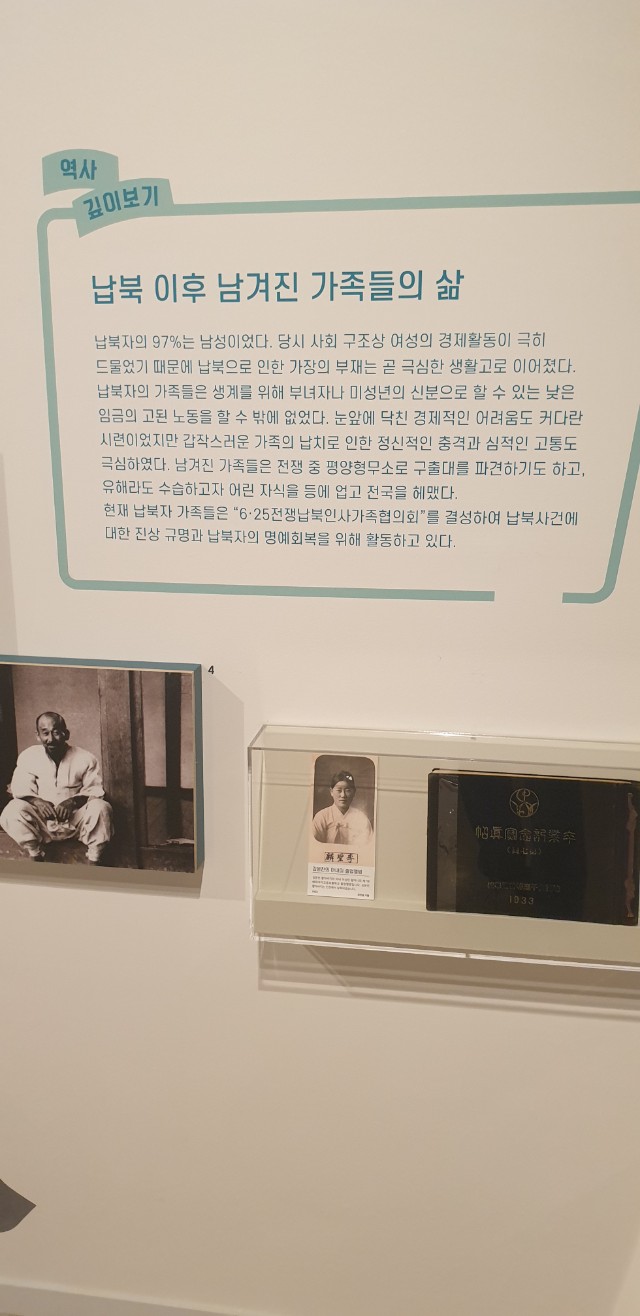 역사
깊이보기
납북 이후 남겨진 가족들의 삶
납북자의 97%는 남성이었다. 당시 사회 구조상 여성의 경제활동이 극히
드물었기 때문에 납북으로 인한 가장의 부재는 곧 극심한 생활고로 이어졌다.
납북자의 가족들은 생계를 위해 부녀자나 미성년의 신분으로 할 수 있는 낮은
임금의 고된 노동을 할 수 밖에 없었다. 눈앞에 닥친 경제적인 어려움도 커다란
시련이었지만 갑작스러운 가족의 납치로 인한 정신적인 충격과 심적인 고통도
극심하였다. 남겨진 가족들은 전쟁 중 평양형무소로 구출대를 파견하기도 하고,
유해라도 수습하고자 어린 자식을 등에 업고 전국을 헤맸다.
현재 납북자 가족들은 “6·25전쟁납북인사가족협의회”를 결성하여 납북사건에
대한 진상 규명과 납북자의 명예회복을 위해 활동하고 있다.
4
1933